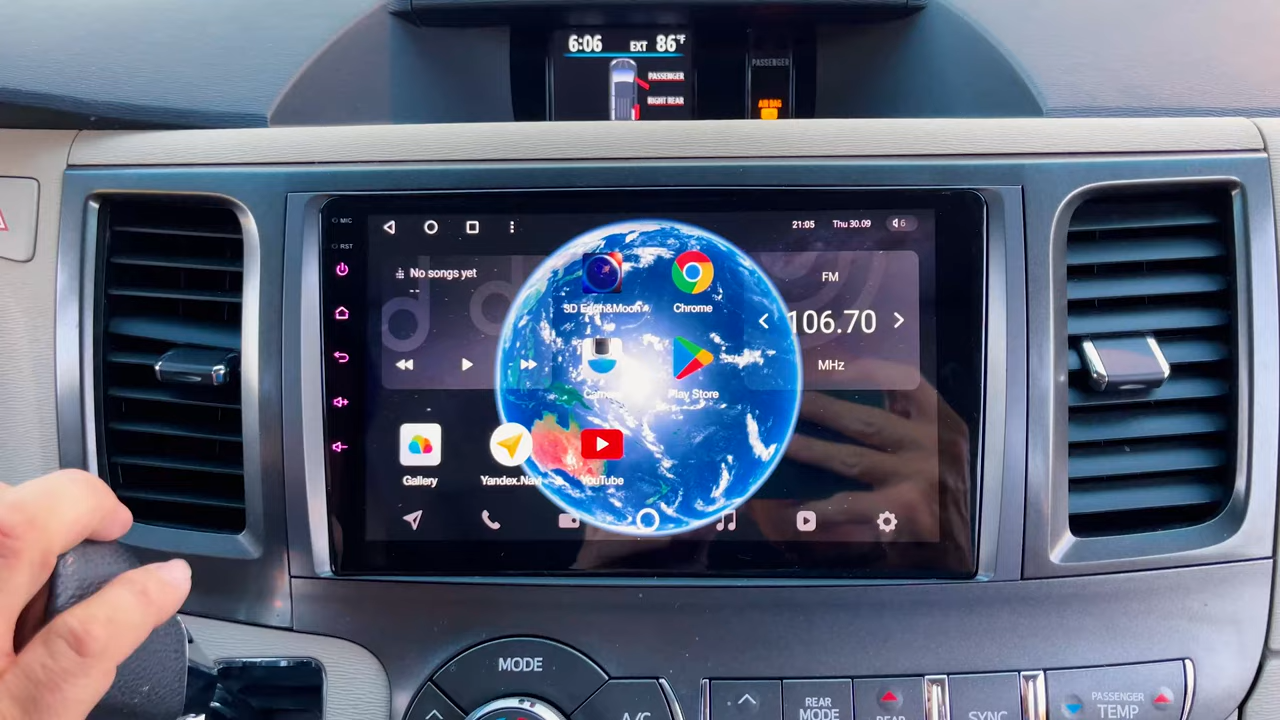 6:06 EXT 86°F
PASSENGER
RIGHT REAR
PASSENGER
AIR BAG
MIC
RST
21:05 Thu 30.09 6
No songs yet
--
3D Earth&Moon
Chrome
FM
106.70
MHz
Play Store
Gallery
YouTube
MODE
A/C
REAR
MODE
REAR
SYNC
PASSENGER
TEMP